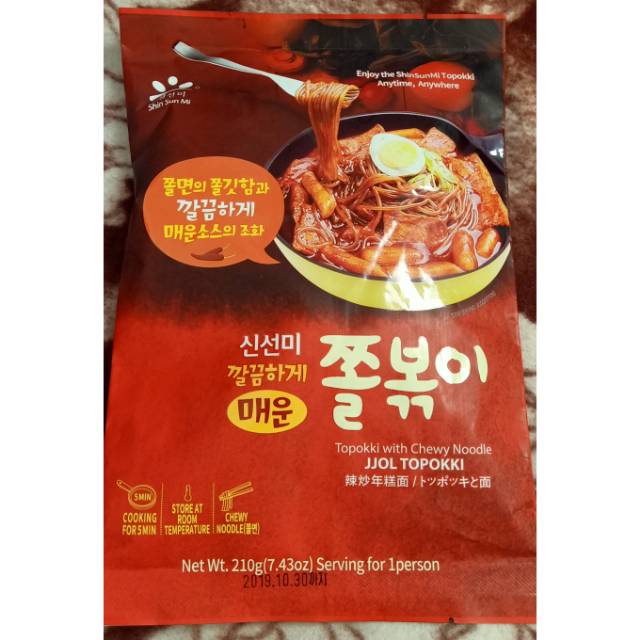 신선미
Shin Sun Mi
Enjoy the ShinSunMi Topokki
Anytime, Anywhere
쫄면의 쫄깃함과
깔끔하게
매운소스의 조화
신선미
깔끔하게
매운
쫄볶이
Topokki with Chewy Noodle
JJOL TOPOKKI
辣炒年糕面 / トッポッキと面
5MIN
COOKING
FOR 5 MIN
STORE AT
ROOM
TEMPERATURE
CHEWY
NOODLE(쫄면)
Net Wt. 210g(7.43oz) Serving for 1person
2019.10.30까지